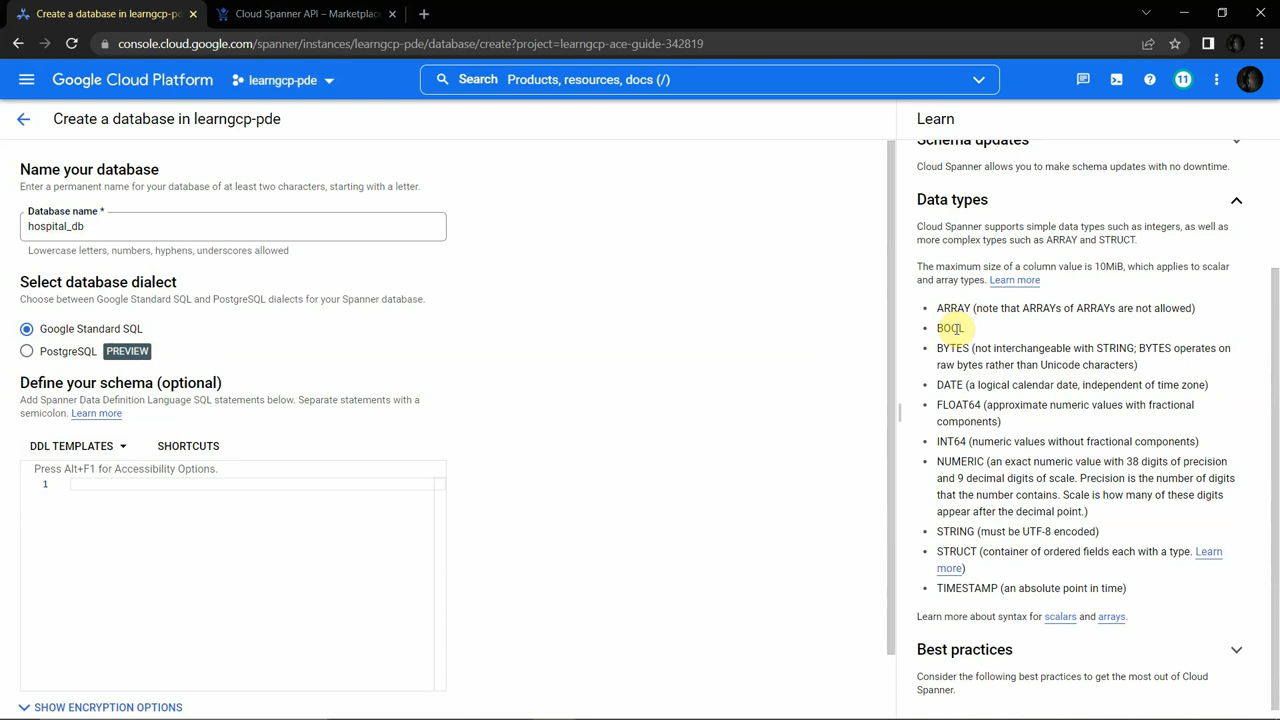 Create a database in learngcp-pd
Cloud Spanner API – Marketplac
console.cloud.google.com/spanner/instances/learngcp-pde/database/create?project=learngcp-ace-guide-342819
Google Cloud Platform
learngcp-pde
Search Products, resources, docs (/)
11
Create a database in learngcp-pde
Name your database
Enter a permanent name for your database of at least two characters, starting with a letter.
Database name *
hospital_db
Lowercase letters, numbers, hyphens, underscores allowed
Select database dialect
Choose between Google Standard SQL and PostgreSQL dialects for your Spanner database.
Google Standard SQL
PostgreSQL PREVIEW
Define your schema (optional)
Add Spanner Data Definition Language SQL statements below. Separate statements with a
semicolon. Learn more
DDL TEMPLATES SHORTCUTS
Press Alt+F1 for Accessibility Options.
1
SHOW ENCRYPTION OPTIONS
Learn
Schema updates
Cloud Spanner allows you to make schema updates with no downtime.
Data types
Cloud Spanner supports simple data types such as integers, as well as
more complex types such as ARRAY and STRUCT.
The maximum size of a column value is 10MiB, which applies to scalar
and array types. Learn more
• ARRAY (note that ARRAYs of ARRAYs are not allowed)
• BOOL
• BYTES (not interchangeable with STRING; BYTES operates on
raw bytes rather than Unicode characters)
• DATE (a logical calendar date, independent of time zone)
• FLOAT64 (approximate numeric values with fractional
components)
• INT64 (numeric values without fractional components)
• NUMERIC (an exact numeric value with 38 digits of precision
and 9 decimal digits of scale. Precision is the number of digits
that the number contains. Scale is how many of these digits
appear after the decimal point.)
• STRING (must be UTF-8 encoded)
• STRUCT (container of ordered fields each with a type. Learn
more)
• TIMESTAMP (an absolute point in time)
Learn more about syntax for scalars and arrays.
Best practices
Consider the following best practices to get the most out of Cloud
Spanner.